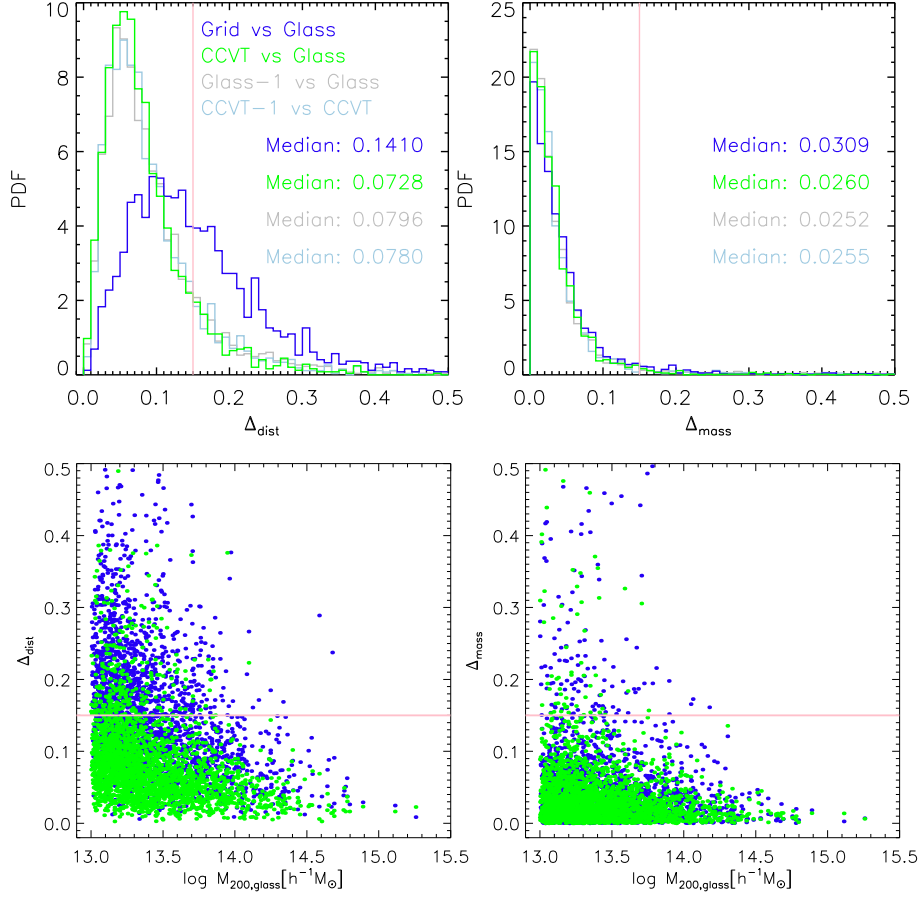 Grid vs Glass
CCVT vs Glass
Glass-1 vs Glass
CCVT-1 vs CCVT
Median: 0.1410
Median: 0.0728
Median: 0.0796
Median: 0.0780
PDF
10
8
6
4
2
0
0.0 0.1 0.2 0.3 0.4 0.5
Δdist
Median: 0.0309
Median: 0.0260
Median: 0.0252
Median: 0.0255
PDF
25
20
15
10
5
0
0.0 0.1 0.2 0.3 0.4 0.5
Δmass
Δdist
0.5
0.4
0.3
0.2
0.1
0.0
13.0 13.5 14.0 14.5 15.0 15.5
log M200,glass[h⁻¹M⊙]
Δmass
0.5
0.4
0.3
0.2
0.1
0.0
13.0 13.5 14.0 14.5 15.0 15.5
log M200,glass[h⁻¹M⊙]